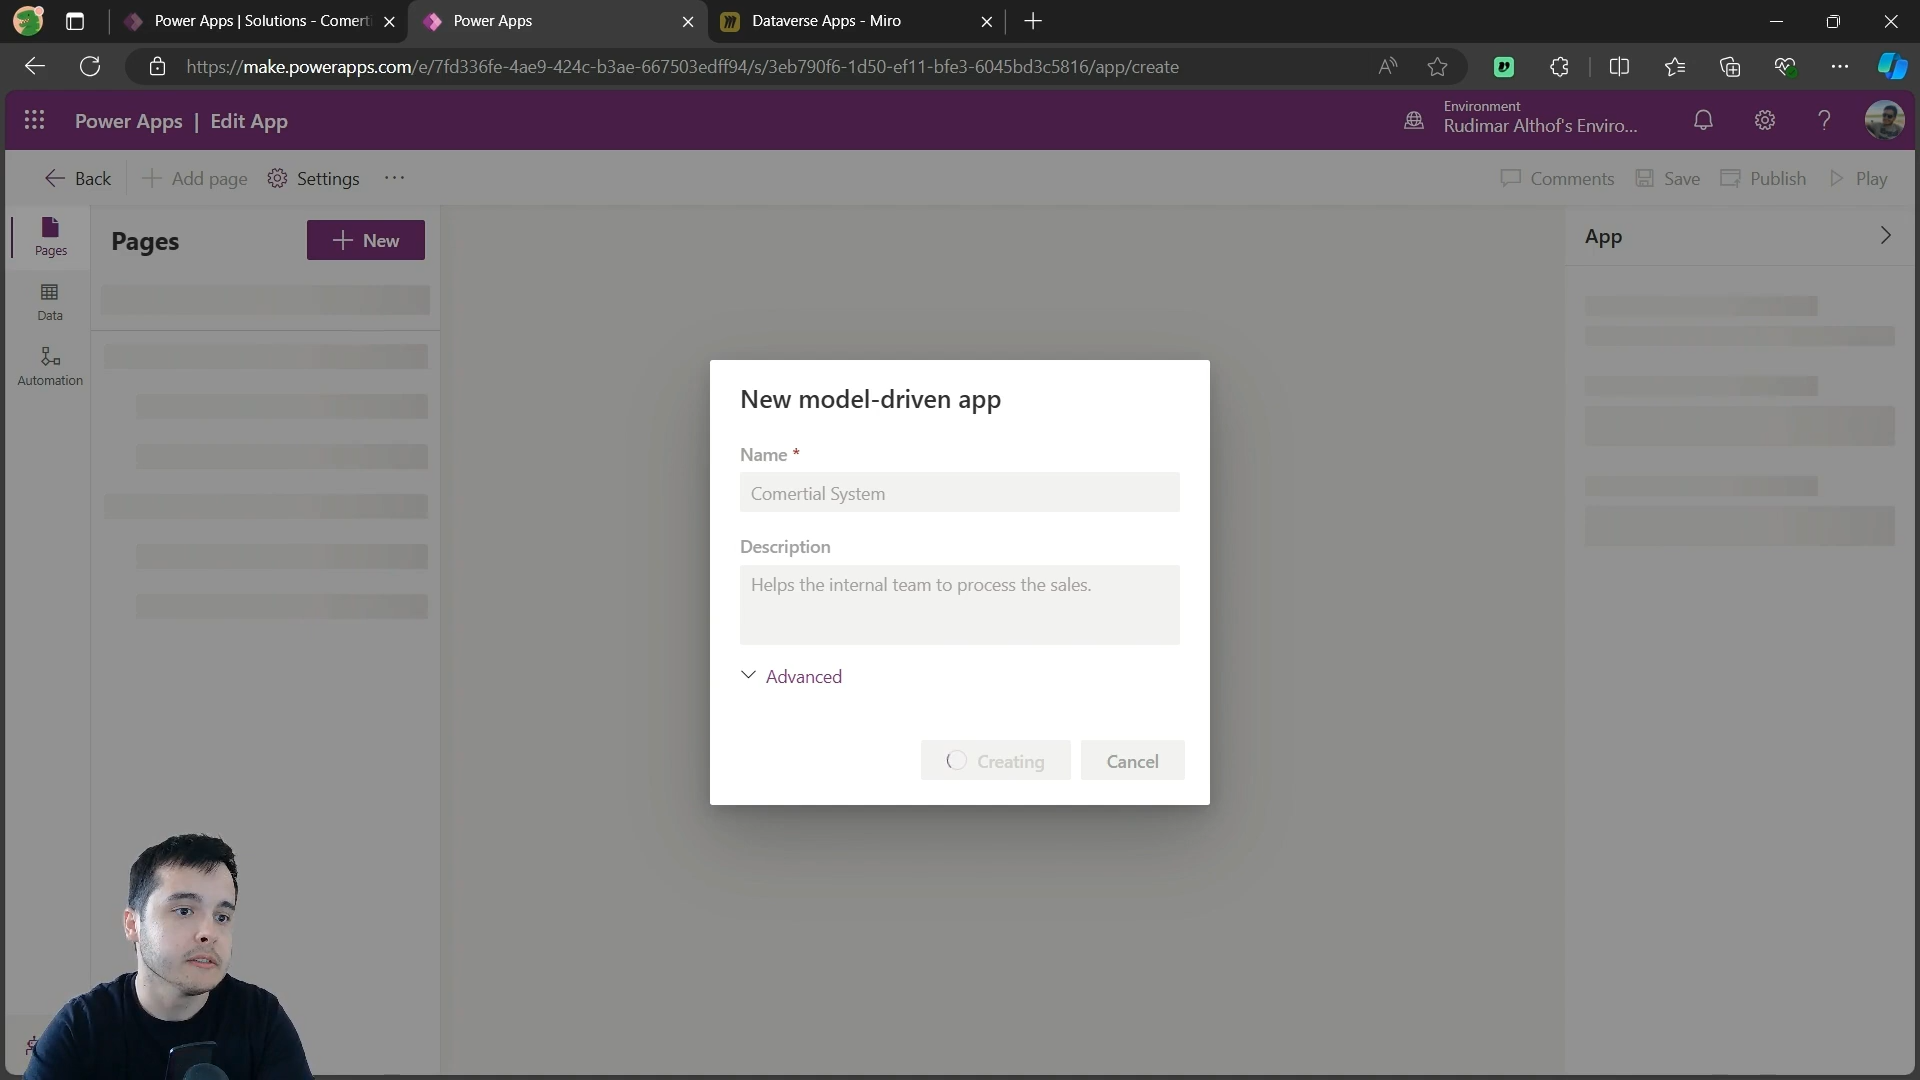 Power Apps | Solutions - Comerti
Power Apps
Dataverse Apps - Miro
https://make.powerapps.com/e/7fd336fe-4ae9-424c-b3ae-667503edff94/s/3eb790f6-1d50-ef11-bfe3-6045bd3c5816/app/create
Power Apps | Edit App
Environment
Rudimar Althof's Enviro...
Back
Add page
Settings
Comments
Save
Publish
Play
Pages
Data
Automation
Pages
New
App
New model-driven app
Name *
Comertial System
Description
Helps the internal team to process the sales.
Advanced
Creating
Cancel